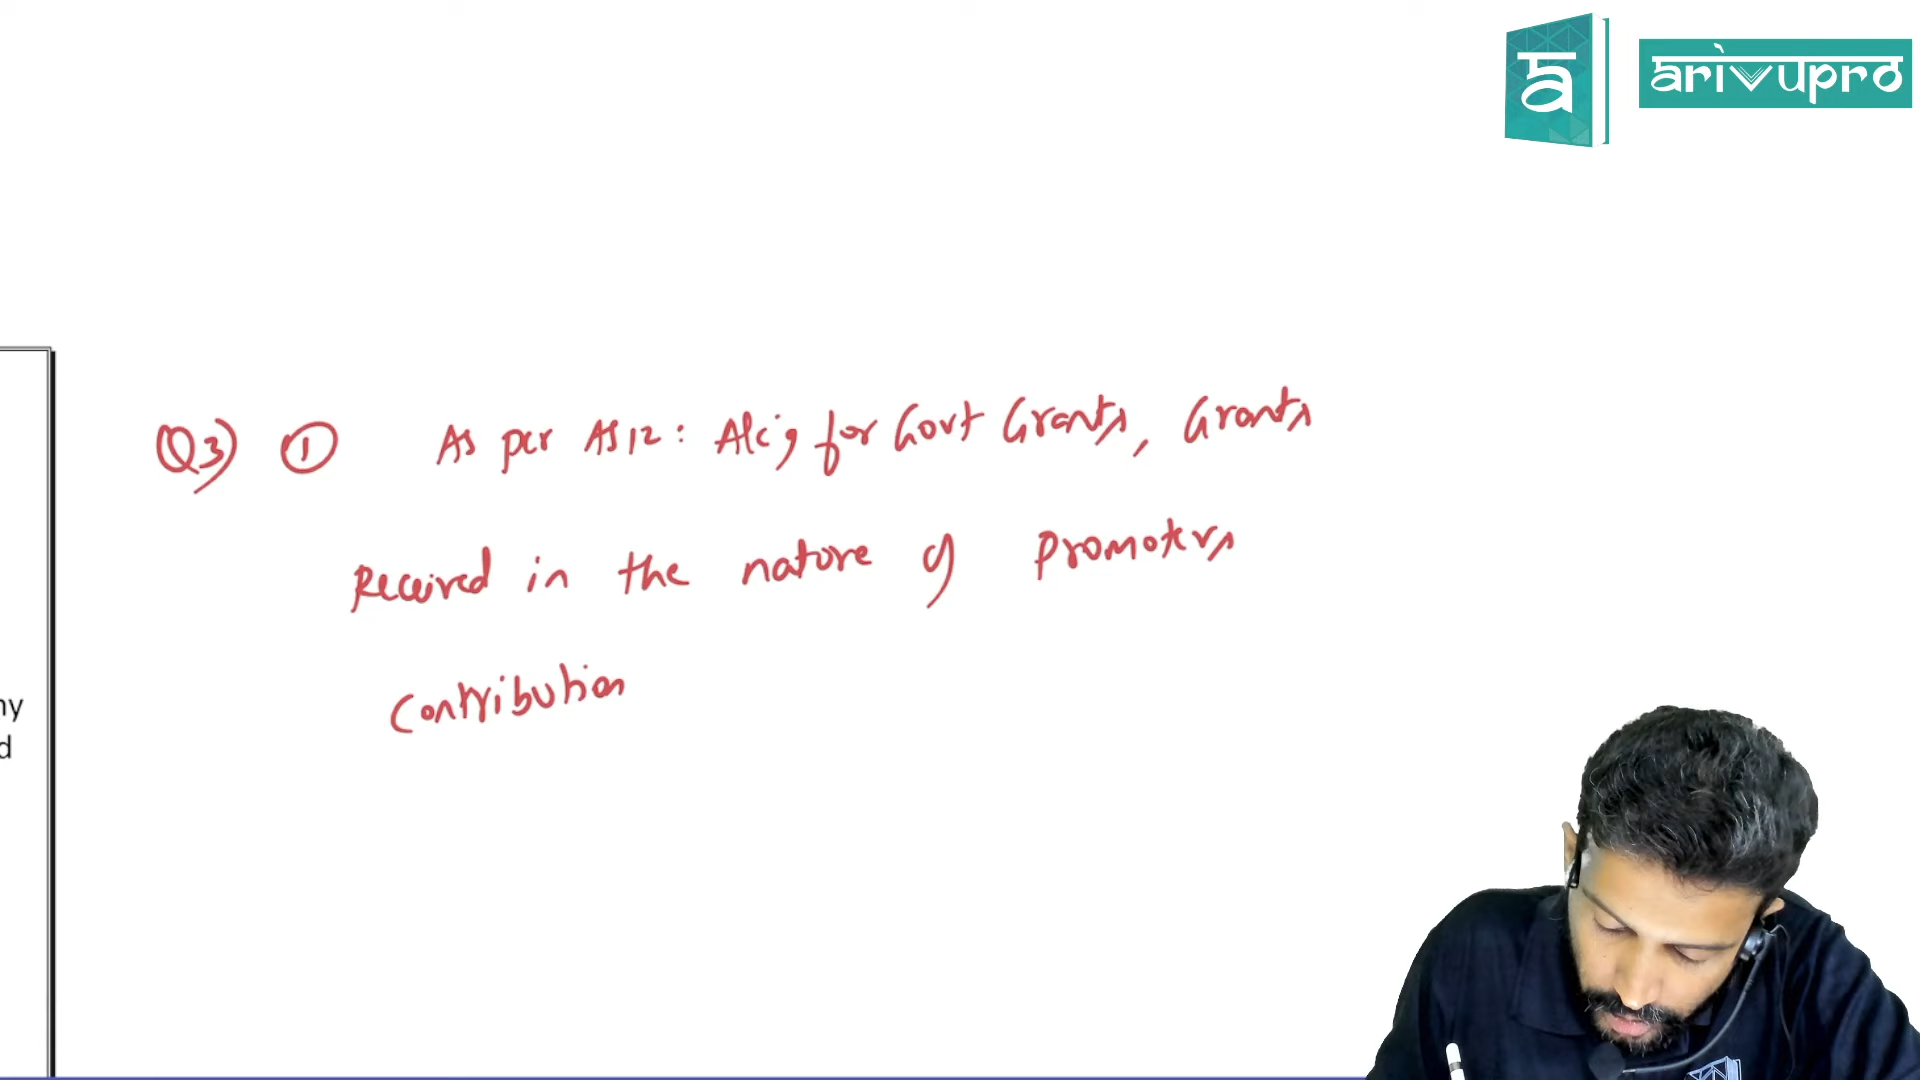 a arivupro
Q3) 1 As per AS12: A/c'g for Govt Grants, Grants
Received in the nature of promoters
Contribution
ny
d